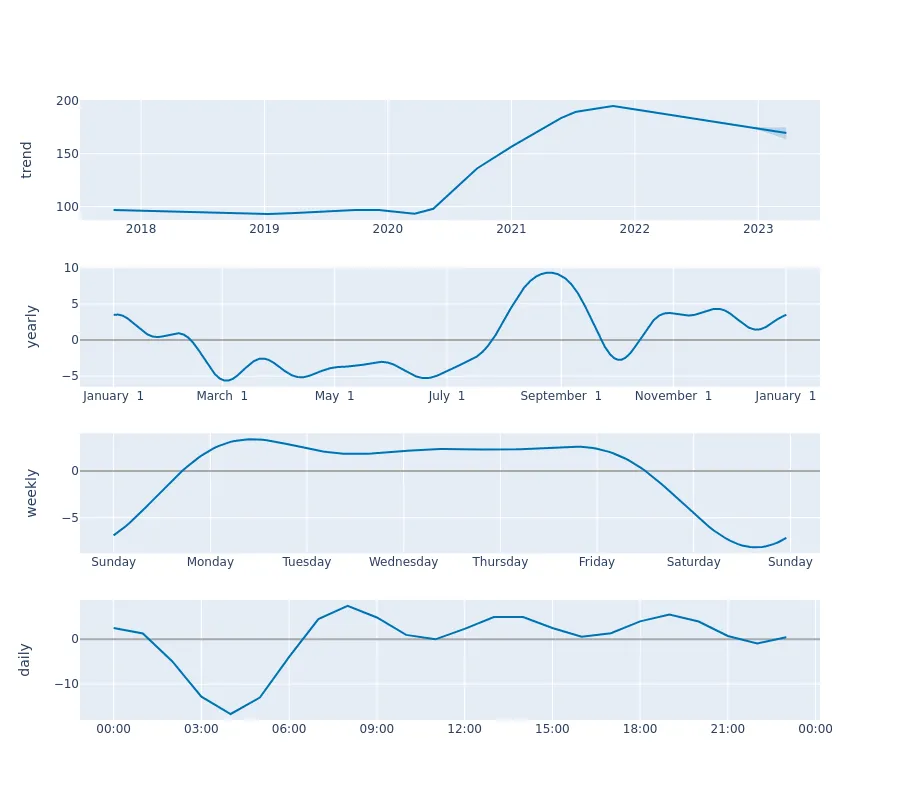 trend
200
150
100
2018 2019 2020 2021 2022 2023
yearly
10
5
0
−5
January 1 March 1 May 1 July 1 September 1 November 1 January 1
weekly
0
−5
Sunday Monday Tuesday Wednesday Thursday Friday Saturday Sunday
daily
0
−10
00:00 03:00 06:00 09:00 12:00 15:00 18:00 21:00 00:00